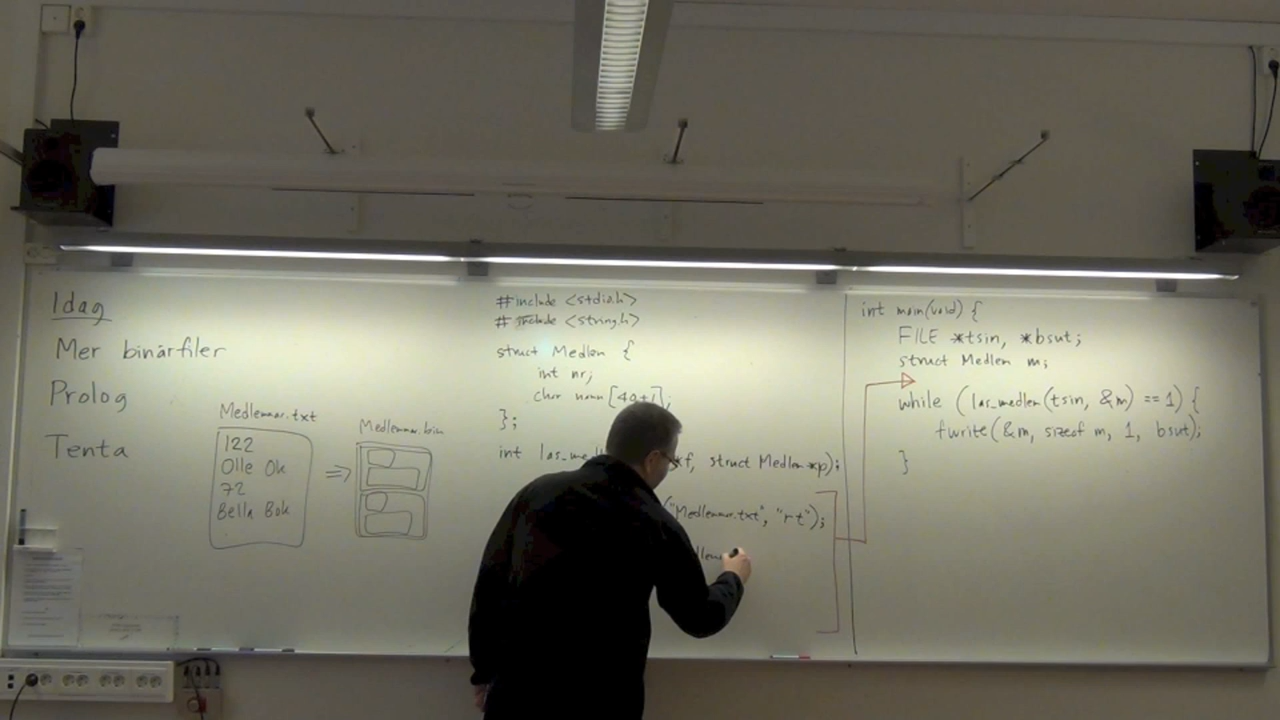 Idag
Mer binärfiler
Prolog
Tenta
Medlemmar.txt
122
Olle Ok
72
Bella Bok
⇒
Medlemmar.bin
#include <stdio.h>
#include <string.h>
struct Medlem {
int nr;
char namn[40+1];
};
int las_medl *f, struct Medlem *p);
("Medlemmar.txt", "rt");
int main(void) {
FILE *tsin, *bsut;
struct Medlem m;
while (las_medlem(tsin, &m) == 1) {
fwrite(&m, sizeof m, 1, bsut);
}